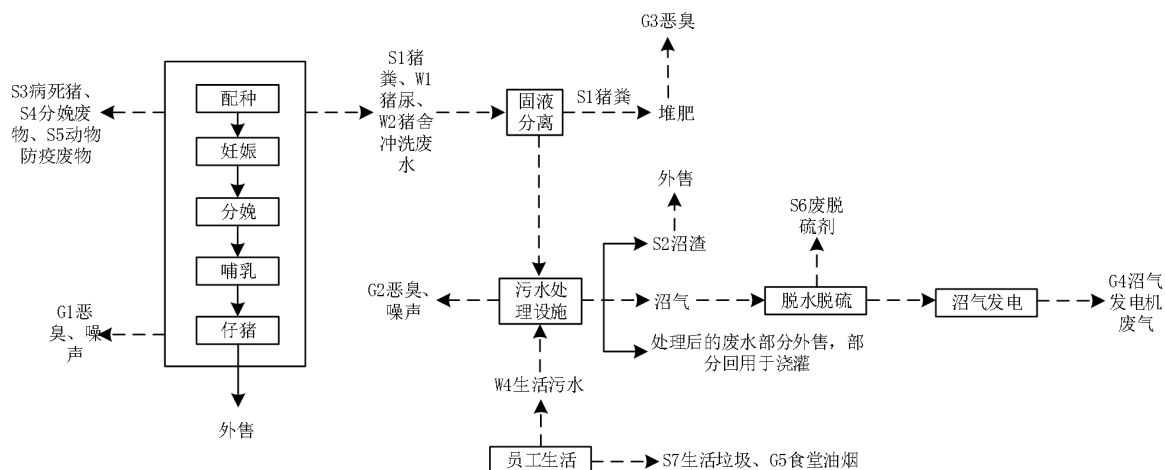 S3病死猪、
S4分娩废
物、S5动物
防疫废物
G1恶
臭、噪
声
配种
妊娠
分娩
哺乳
仔猪
外售
S1猪
粪、W1
猪尿、
W2猪舍
冲洗废
水
固液
分离
S1猪粪
堆肥
G3恶臭
G2恶臭、
噪声
污水处
理设施
外售
S2沼渣
沼气
处理后的废水部分外售，部
分回用于浇灌
S6废脱
硫剂
脱水脱硫
沼气发电
G4沼气
发电机
废气
W4生活污水
员工生活
S7生活垃圾、G5食堂油烟